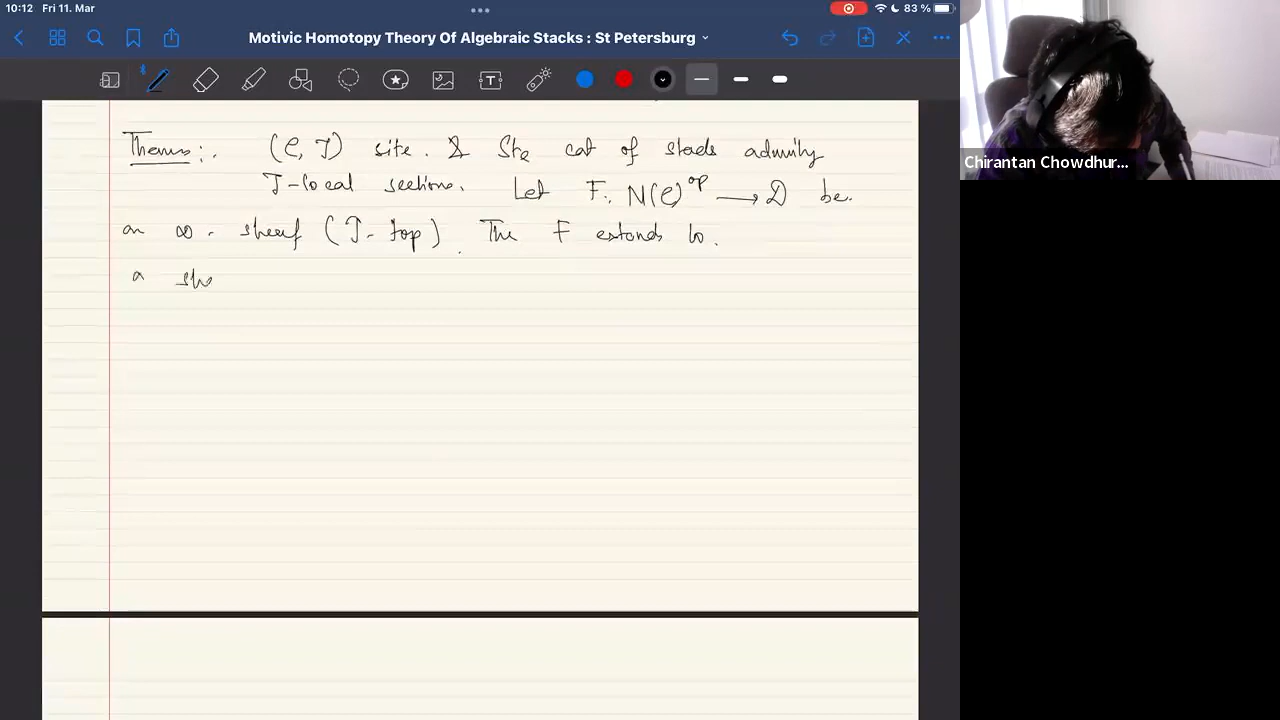 10:12 Fri 11. Mar
83 %
Motivic Homotopy Theory Of Algebraic Stacks : St Petersburg
Theorem: (C, J) site. & St_C cat of stacks admitting
J-local sections. Let F: N(C)^op → D be
an ∞- sheaf (J- top). The F extends to
a
Chirantan Chowdhur...